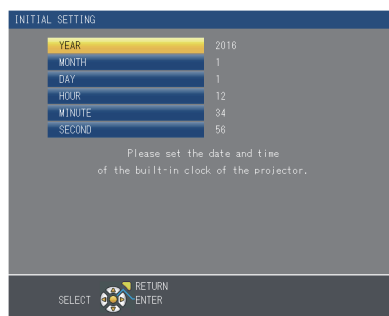 INITIAL SETTING
YEAR 2016
MONTH 1
DAY 1
HOUR 12
MINUTE 34
SECOND 56
Please set the date and time
of the built-in clock of the projector.
RETURN
SELECT ENTER